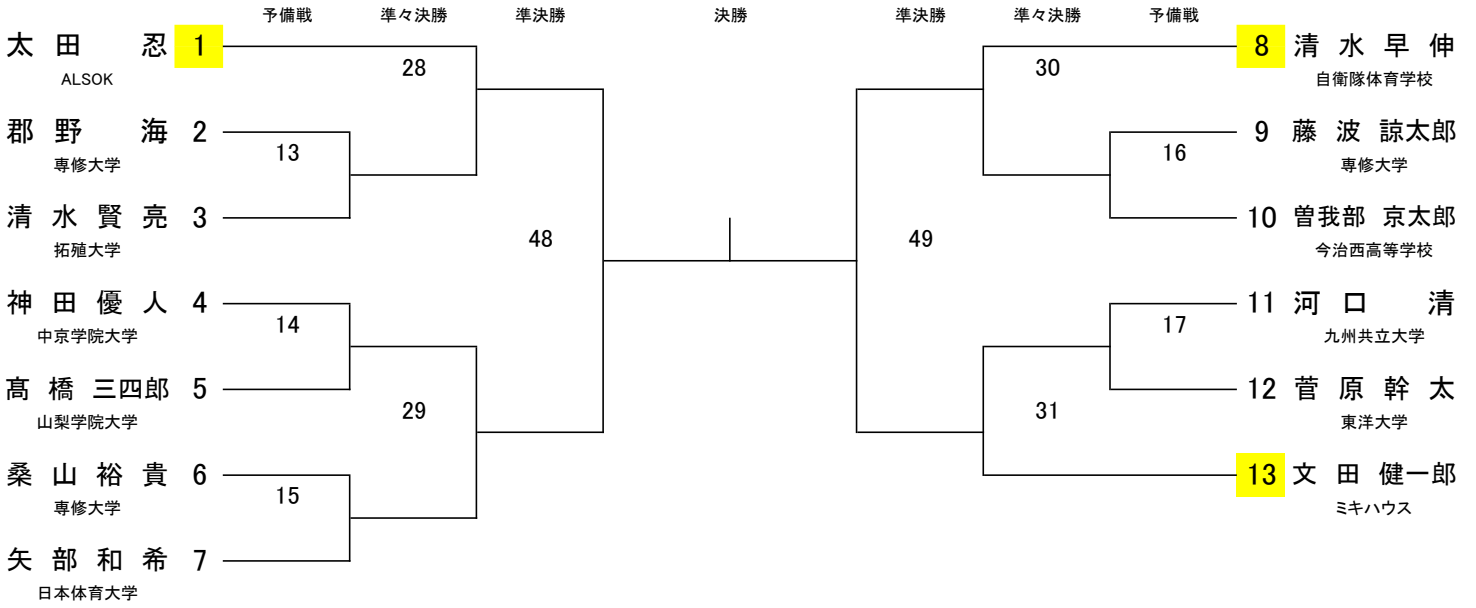 予備戦 準々決勝 準決勝 決勝 準決勝 準々決勝 予備戦
太田 忍 1
ALSOK
28
郡野 海 2
専修大学
13
清水賢亮 3
拓殖大学
48
神田優人 4
中京学院大学
14
髙橋 三四郎 5
山梨学院大学
29
桑山裕貴 6
専修大学
15
矢部和希 7
日本体育大学
8 清水早伸
自衛隊体育学校
30
9 藤波 諒太郎
専修大学
16
10 曽我部 京太郎
今治西高等学校
49
11 河口 清
九州共立大学
17
12 菅原幹太
東洋大学
31
13 文田 健一郎
ミキハウス